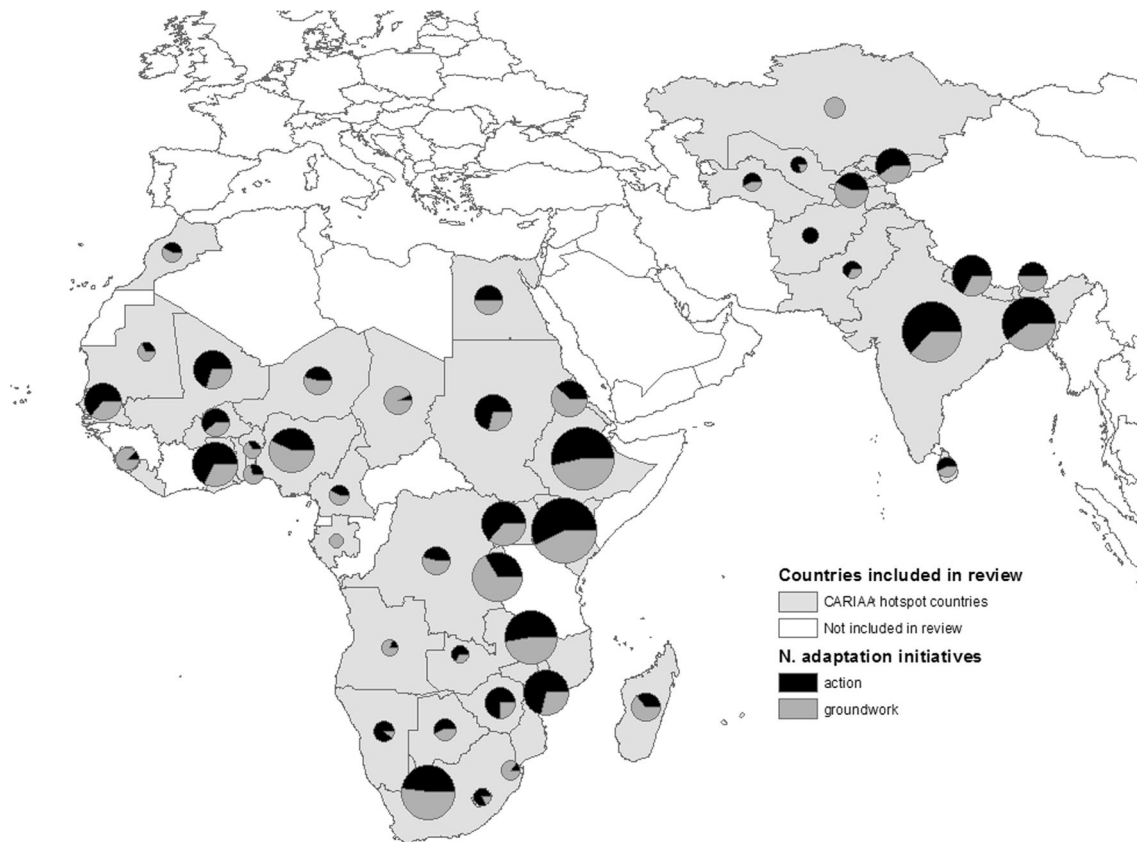 Countries included in review
CARIAA hotspot countries
Not included in review
N. adaptation initiatives
action
groundwork